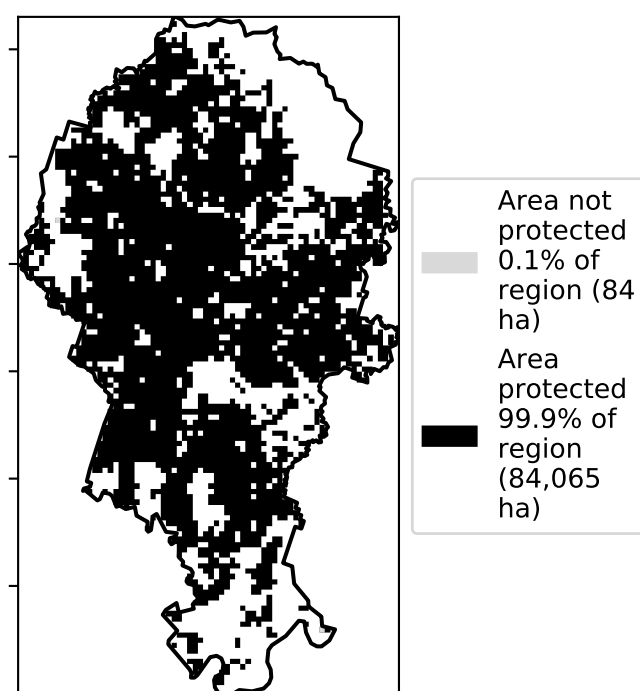 Area not
protected
0.1% of
region (84
ha)
Area
protected
99.9% of
region
(84,065
ha)